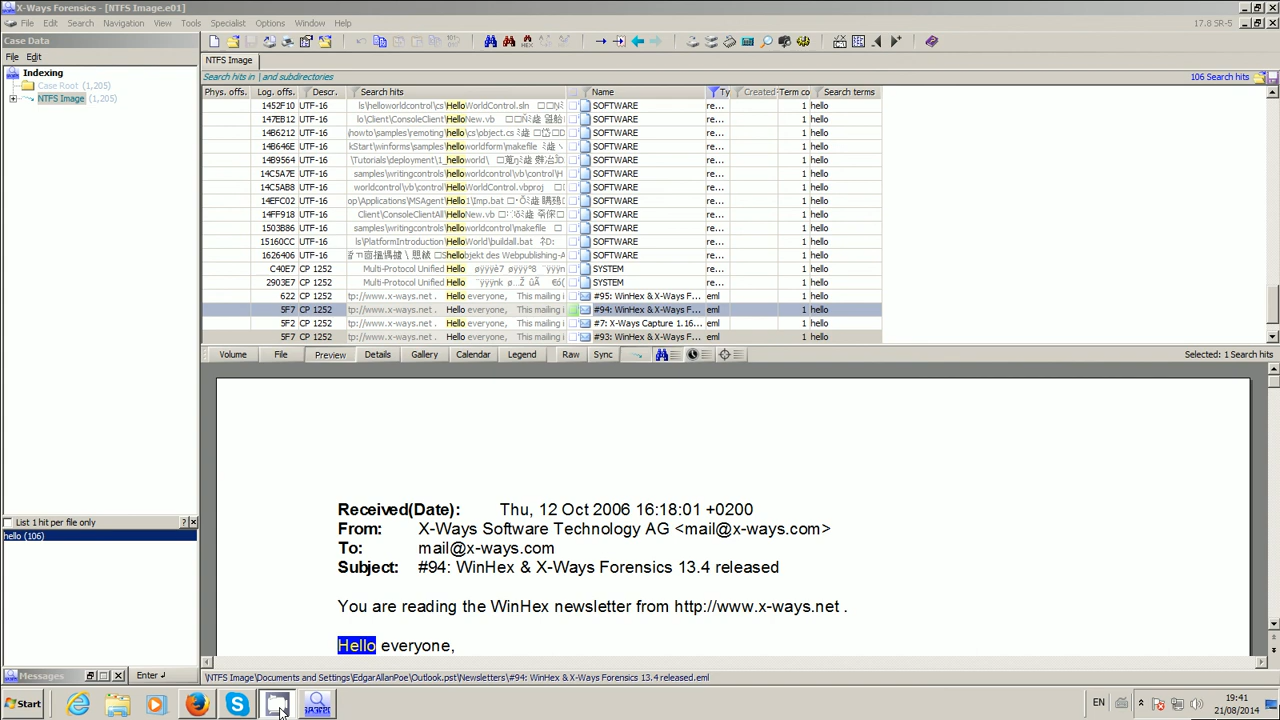 X-Ways Forensics - [NTFS Image.e01]
File Edit Search Navigation View Tools Specialist Options Window Help
Case Data
File Edit
Indexing
Case Root (1,205)
NTFS Image (1,205)
NTFS Image
Search hits in | and subdirectories
106 Search hits
Phys. offs. Log. offs. Descr. Search hits Name Ty Created Term co Search terms
1452F10 UTF-16 ls\helloworldcontrol\cs\HelloWorldControl.sln SOFTWARE re... 1 hello
147EB12 UTF-16 lo\Client\ConsoleClient\HelloNew.vb SOFTWARE re... 1 hello
14B6212 UTF-16 howto\samples\remoting\hello\cs\object.cs SOFTWARE re... 1 hello
14B646E UTF-16 kStart\winforms\samples\helloworldform\makefile SOFTWARE re... 1 hello
14B9564 UTF-16 \Tutorials\deployment\1_helloworld\ SOFTWARE re... 1 hello
14C5A7E UTF-16 samples\writingcontrols\vb\control\H SOFTWARE re... 1 hello
14C5AB8 UTF-16 worldcontrol\vb\control\HelloWorldControl.vbproj SOFTWARE re... 1 hello
14EFC02 UTF-16 op\Applications\MSAgent\Hello1\Imp.bat SOFTWARE re... 1 hello
14FF918 UTF-16 Client\ConsoleClientAll\HelloNew.vb SOFTWARE re... 1 hello
1503B86 UTF-16 samples\writingcontrols\makefile SOFTWARE re... 1 hello
15160CC UTF-16 ls\PlatformIntroduction\HelloWorld\buildall.bat SOFTWARE re... 1 hello
1626406 UTF-16 objekt des Webpublishing-A SOFTWARE re... 1 hello
C40E7 CP 1252 Multi-Protocol Unified Hello SYSTEM re... 1 hello
2903E7 CP 1252 Multi-Protocol Unified Hello SYSTEM re... 1 hello
622 CP 1252 tp://www.x-ways.net . Hello everyone, This mailing i #95: WinHex & X-Ways F... eml 1 hello
5F7 CP 1252 tp://www.x-ways.net . Hello everyone, This mailing i #94: WinHex & X-Ways F... eml 1 hello
5F2 CP 1252 tp://www.x-ways.net . Hello everyone, This mailing i #7: X-Ways Capture 1.16... eml 1 hello
5F7 CP 1252 tp://www.x-ways.net . Hello everyone, This mailing i #93: WinHex & X-Ways F... eml 1 hello
Volume File Preview Details Gallery Calendar Legend Raw Sync Selected: 1 Search hits
Received(Date): Thu, 12 Oct 2006 16:18:01 +0200
From: X-Ways Software Technology AG <mail@x-ways.com>
To: mail@x-ways.com
Subject: #94: WinHex & X-Ways Forensics 13.4 released
You are reading the WinHex newsletter from http://www.x-ways.net .
Hello everyone,
List 1 hit per file only ?
hello (106)
Messages Enter
\NTFS Image\Documents and Settings\EdgarAllanPoe\Outlook.pst\Newsletters\#94: WinHex & X-Ways Forensics 13.4 released.eml
Start
EN
19:41
21/08/2014